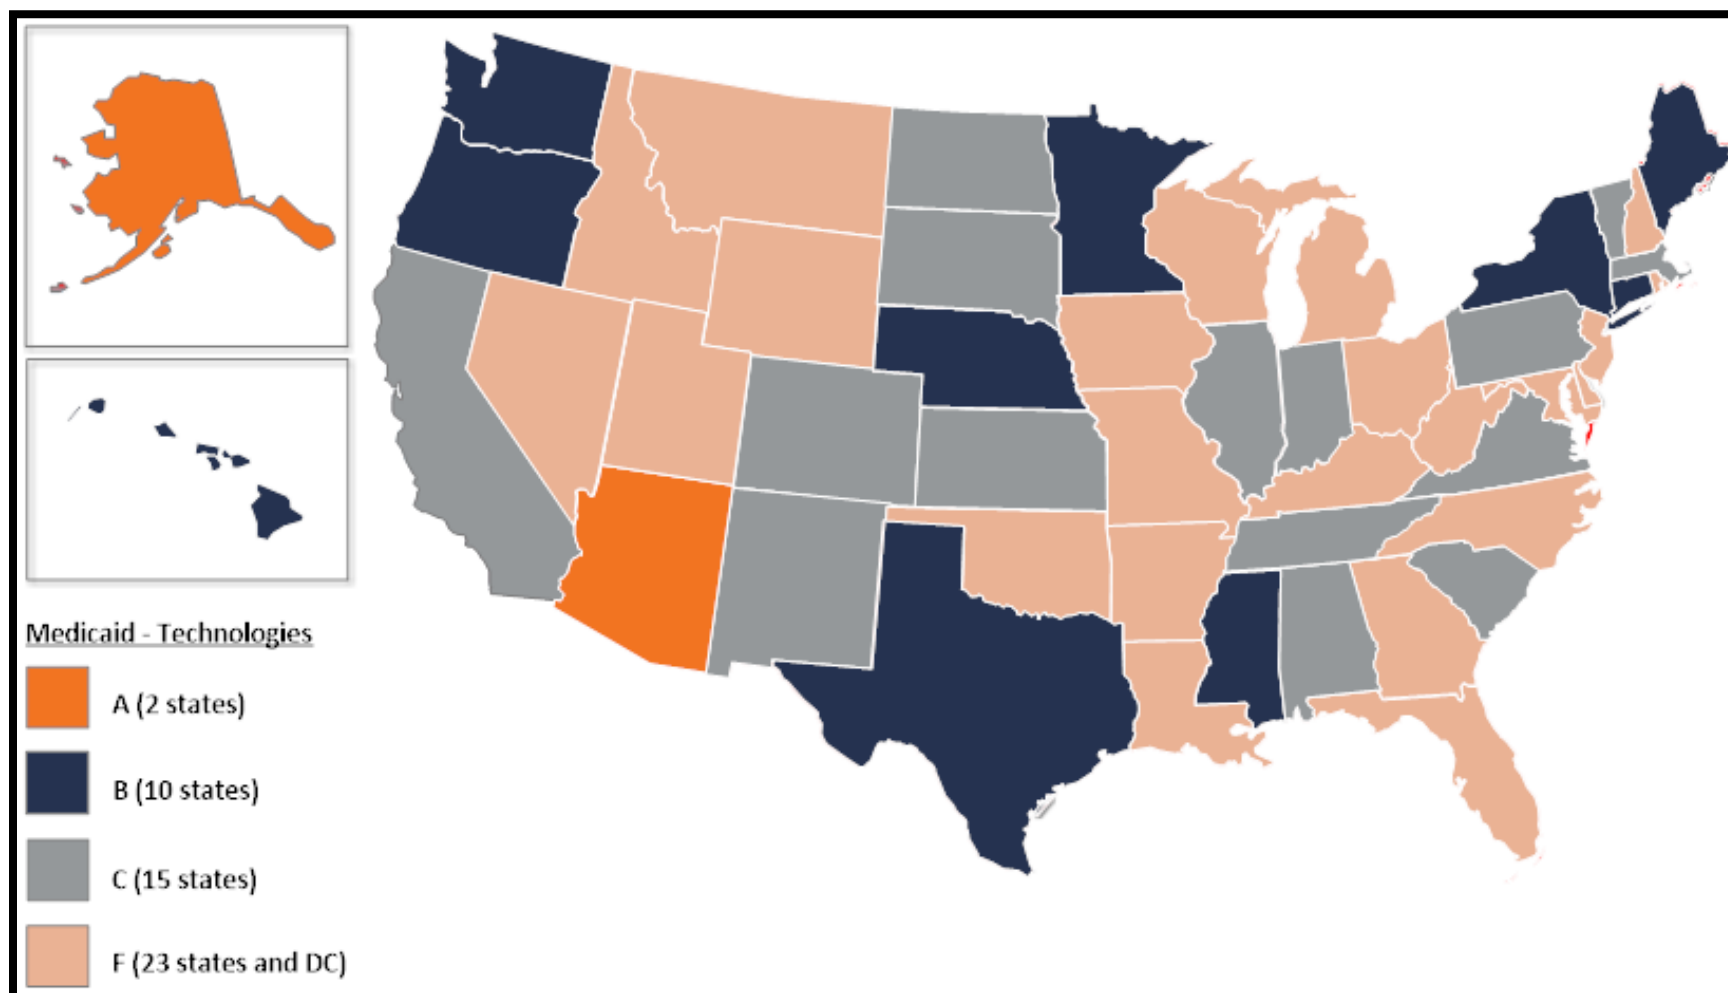 Medicaid - Technologies
A (2 states)
B (10 states)
C (15 states)
F (23 states and DC)